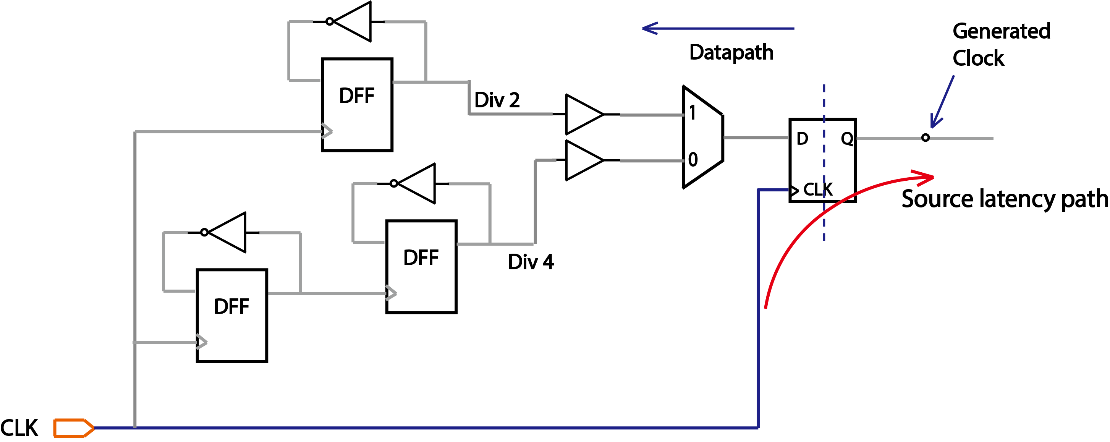 Generated
Clock
Datapath
DFF
Div 2
1
0
D
Q
CLK
Source latency path
DFF
Div 4
DFF
CLK